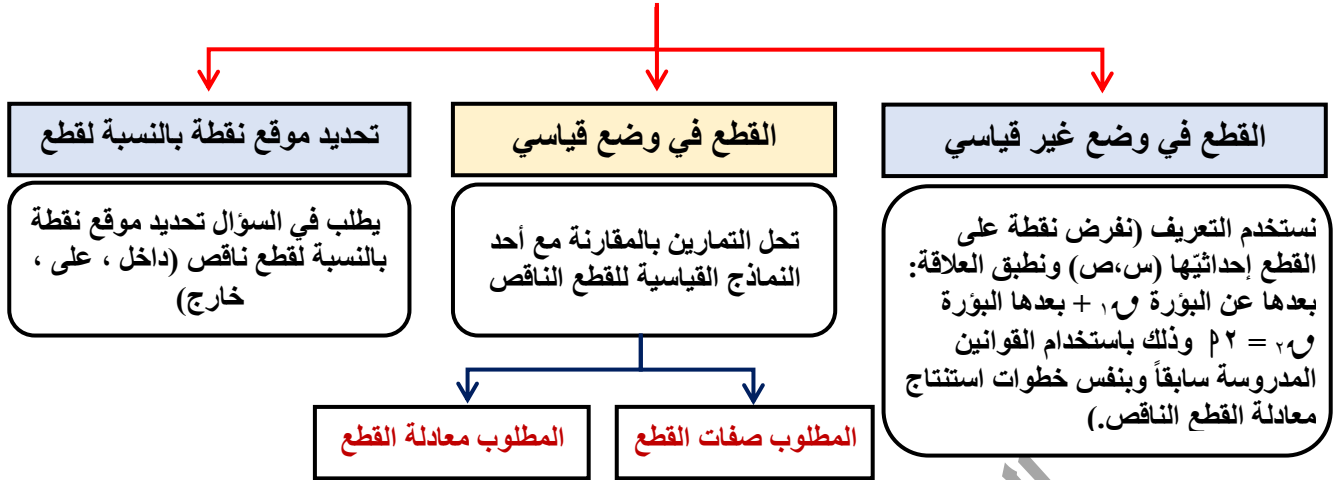 القطع في وضع غير قياسي
نستخدم التعريف (نفرض نقطة على
القطع إحداثيّها (س،ص) ونطبق العلاقة:
بعدها عن البؤرة ق١ + بعدها البؤرة
ق٢ = ٢أ وذلك باستخدام القوانين
المدروسة سابقاً وبنفس خطوات استنتاج
معادلة القطع الناقص.)
القطع في وضع قياسي
تحل التمارين بالمقارنة مع أحد
النماذج القياسية للقطع الناقص
المطلوب صفات القطع
المطلوب معادلة القطع
تحديد موقع نقطة بالنسبة لقطع
يطلب في السؤال تحديد موقع نقطة
بالنسبة لقطع ناقص (داخل ، على ،
خارج)